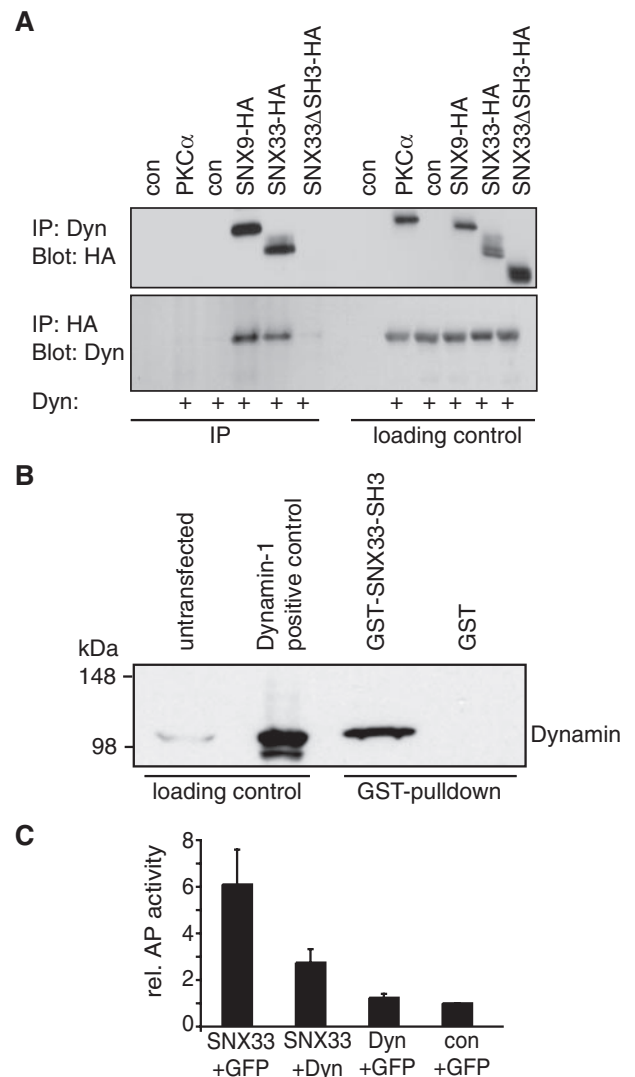 A
con
PKCα
con
SNX9-HA
SNX33-HA
SNX33ΔSH3-HA
con
PKCα
con
SNX9-HA
SNX33-HA
SNX33ΔSH3-HA
IP: Dyn
Blot: HA
IP: HA
Blot: Dyn
Dyn: + + + + + + + + + +
IP
loading control
B
untransfected
Dynamin-1
positive control
GST-SNX33-SH3
GST
kDa
148
98
Dynamin
loading control
GST-pulldown
C
rel. AP activity
8
6
4
2
0
SNX33
+GFP
SNX33
+Dyn
Dyn
+GFP
con
+GFP